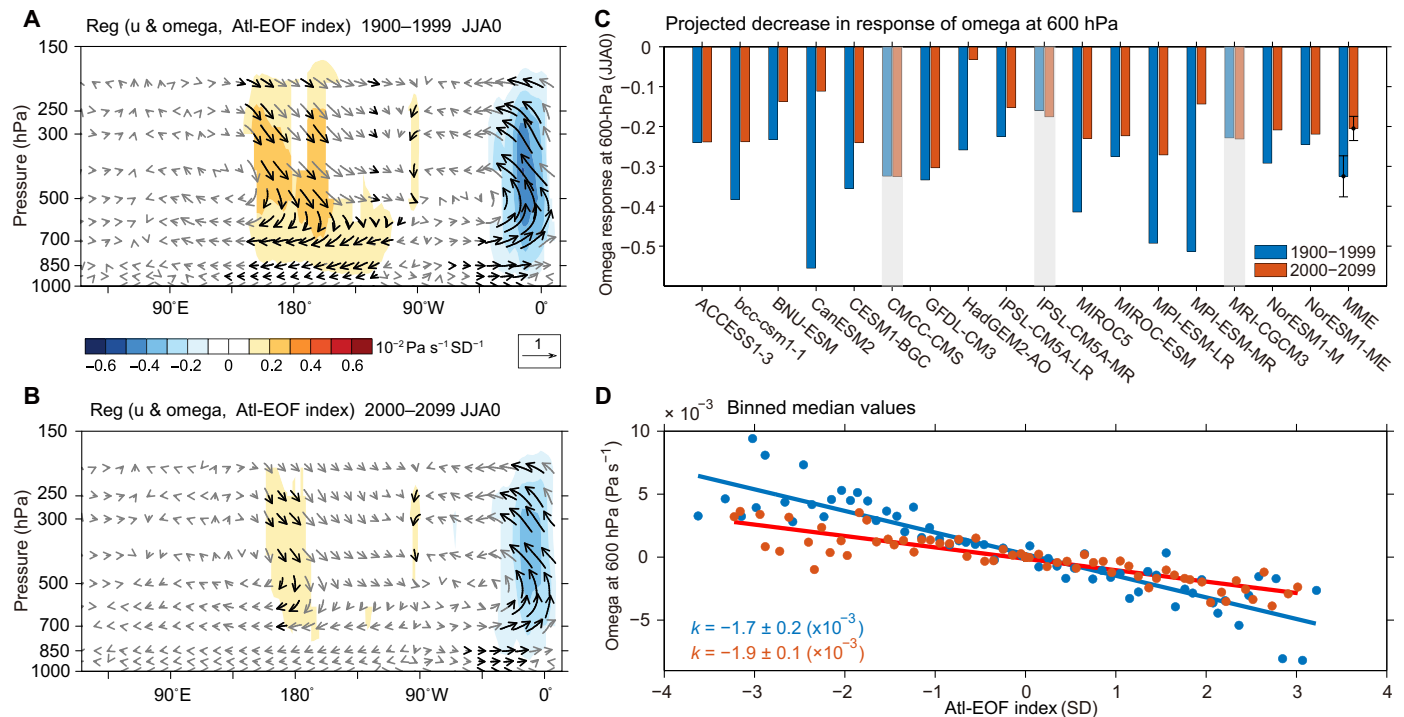 A
Reg (u & omega, Atl-EOF index) 1900–1999 JJA0
150
250
300
500
700
850
1000
Pressure (hPa)
90°E
180°
90°W
0°
−0.6 −0.4 −0.2 0 0.2 0.4 0.6
10−2 Pa s−1 SD−1
1
B
Reg (u & omega, Atl-EOF index) 2000–2099 JJA0
150
250
300
500
700
850
1000
Pressure (hPa)
90°E
180°
90°W
0°
C
Projected decrease in response of omega at 600 hPa
0
−0.1
−0.2
−0.3
−0.4
−0.5
Omega response at 600-hPa (JJA0)
1900−1999
2000−2099
ACCESS1-3
bcc-csm1-1
BNU-ESM
CanESM2
CESM1-BGC
CMCC-CMS
GFDL-CM3
HadGEM2-AO
IPSL-CM5A-LR
IPSL-CM5A-MR
MIROC5
MIROC-ESM
MPI-ESM-LR
MPI-ESM-MR
MRI-CGCM3
NorESM1-M
NorESM1-ME
MME
D
× 10−3
Binned median values
10
5
0
−5
Omega at 600 hPa (Pa s−1)
k = −1.7 ± 0.2 (x10−3)
k = −1.9 ± 0.1 (×10−3)
−4 −3 −2 −1 0 1 2 3 4
Atl-EOF index (SD)